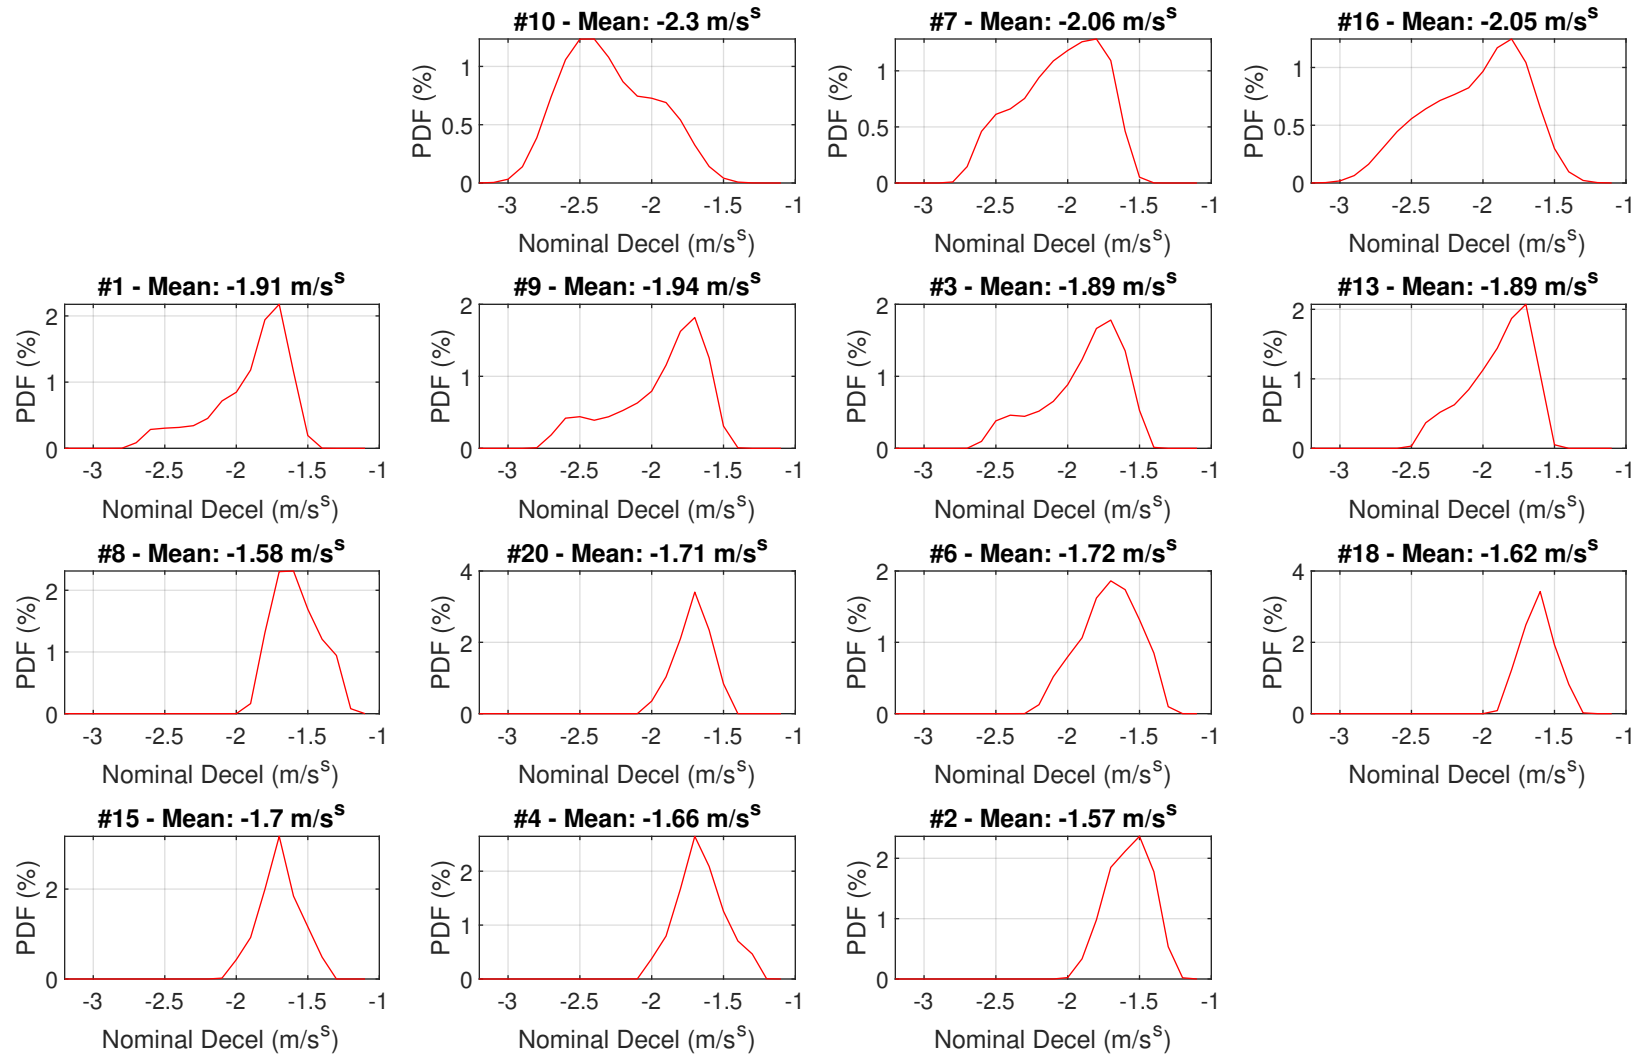 #10 - Mean: -2.3 m/s^s
PDF (%)
1
0.5
0
-3 -2.5 -2 -1.5 -1
Nominal Decel (m/s^s)
#7 - Mean: -2.06 m/s^s
PDF (%)
1
0.5
0
-3 -2.5 -2 -1.5 -1
Nominal Decel (m/s^s)
#16 - Mean: -2.05 m/s^s
PDF (%)
1
0.5
0
-3 -2.5 -2 -1.5 -1
Nominal Decel (m/s^s)
#1 - Mean: -1.91 m/s^s
PDF (%)
2
1
0
-3 -2.5 -2 -1.5 -1
Nominal Decel (m/s^s)
#9 - Mean: -1.94 m/s^s
PDF (%)
2
1
0
-3 -2.5 -2 -1.5 -1
Nominal Decel (m/s^s)
#3 - Mean: -1.89 m/s^s
PDF (%)
2
1
0
-3 -2.5 -2 -1.5 -1
Nominal Decel (m/s^s)
#13 - Mean: -1.89 m/s^s
PDF (%)
2
1
0
-3 -2.5 -2 -1.5 -1
Nominal Decel (m/s^s)
#8 - Mean: -1.58 m/s^s
PDF (%)
2
1
0
-3 -2.5 -2 -1.5 -1
Nominal Decel (m/s^s)
#20 - Mean: -1.71 m/s^s
PDF (%)
4
2
0
-3 -2.5 -2 -1.5 -1
Nominal Decel (m/s^s)
#6 - Mean: -1.72 m/s^s
PDF (%)
2
1
0
-3 -2.5 -2 -1.5 -1
Nominal Decel (m/s^s)
#18 - Mean: -1.62 m/s^s
PDF (%)
4
2
0
-3 -2.5 -2 -1.5 -1
Nominal Decel (m/s^s)
#15 - Mean: -1.7 m/s^s
PDF (%)
2
0
-3 -2.5 -2 -1.5 -1
Nominal Decel (m/s^s)
#4 - Mean: -1.66 m/s^s
PDF (%)
2
1
0
-3 -2.5 -2 -1.5 -1
Nominal Decel (m/s^s)
#2 - Mean: -1.57 m/s^s
PDF (%)
2
1
0
-3 -2.5 -2 -1.5 -1
Nominal Decel (m/s^s)